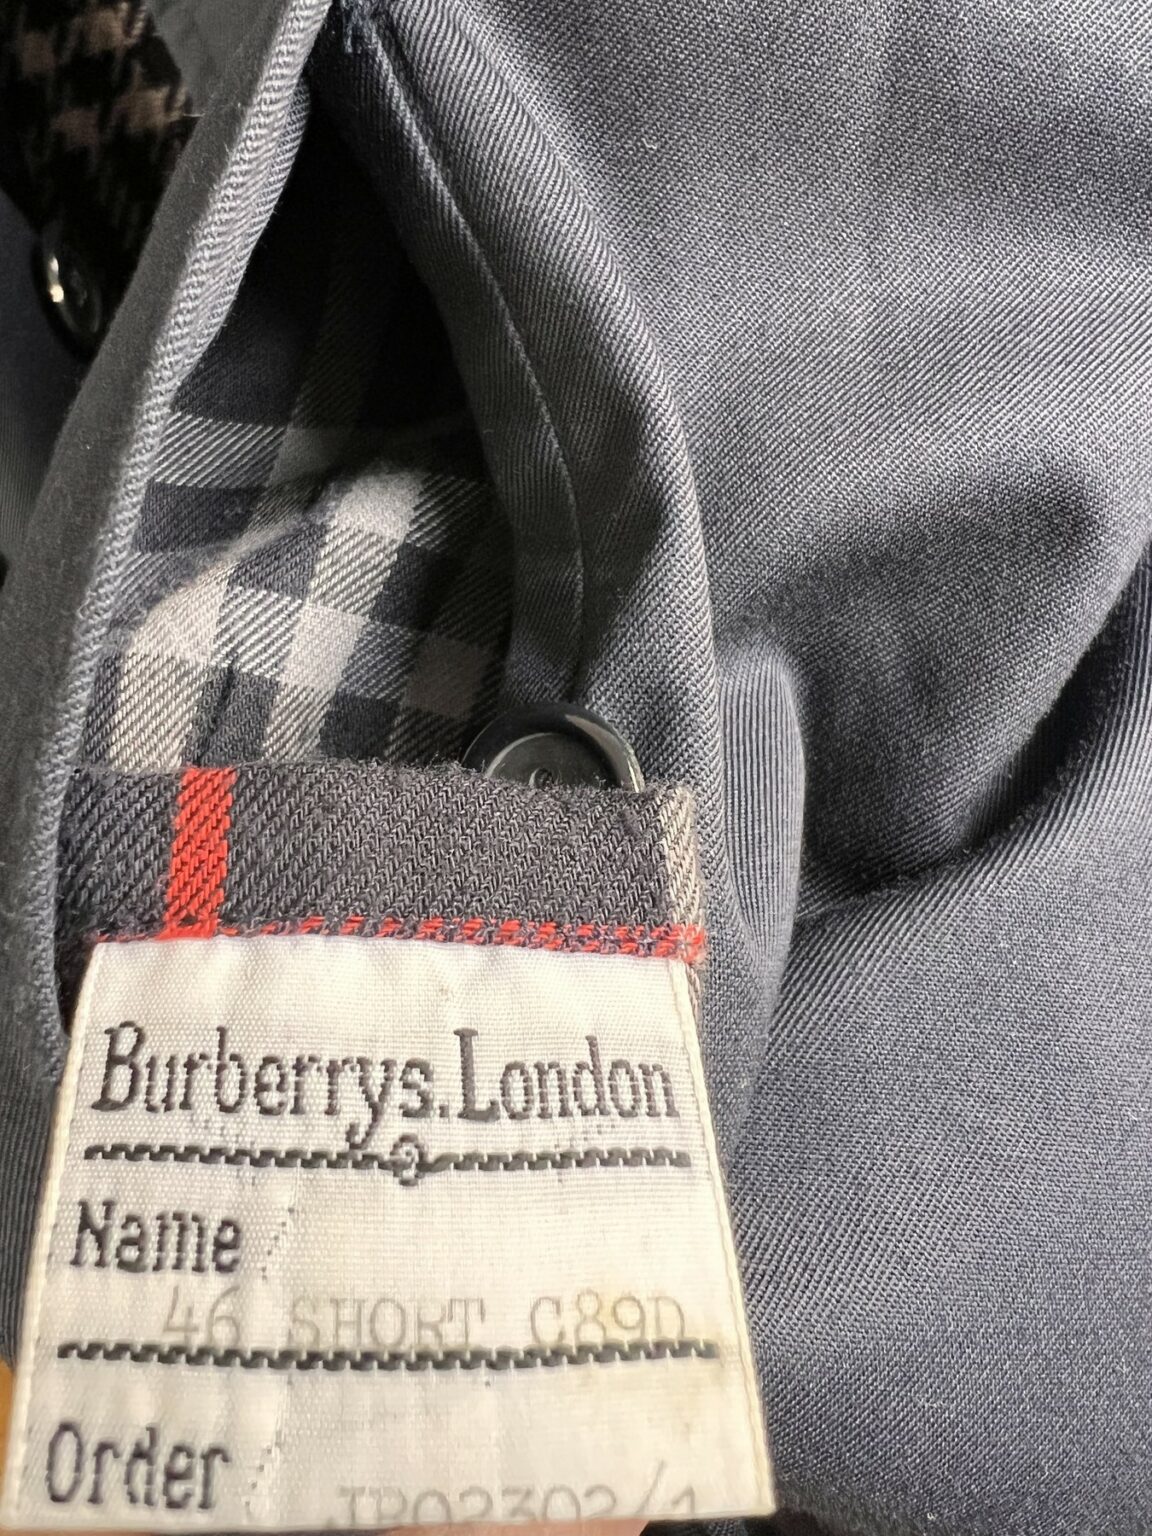 Burberrys.London
Name
46 SHORT C89D
Order